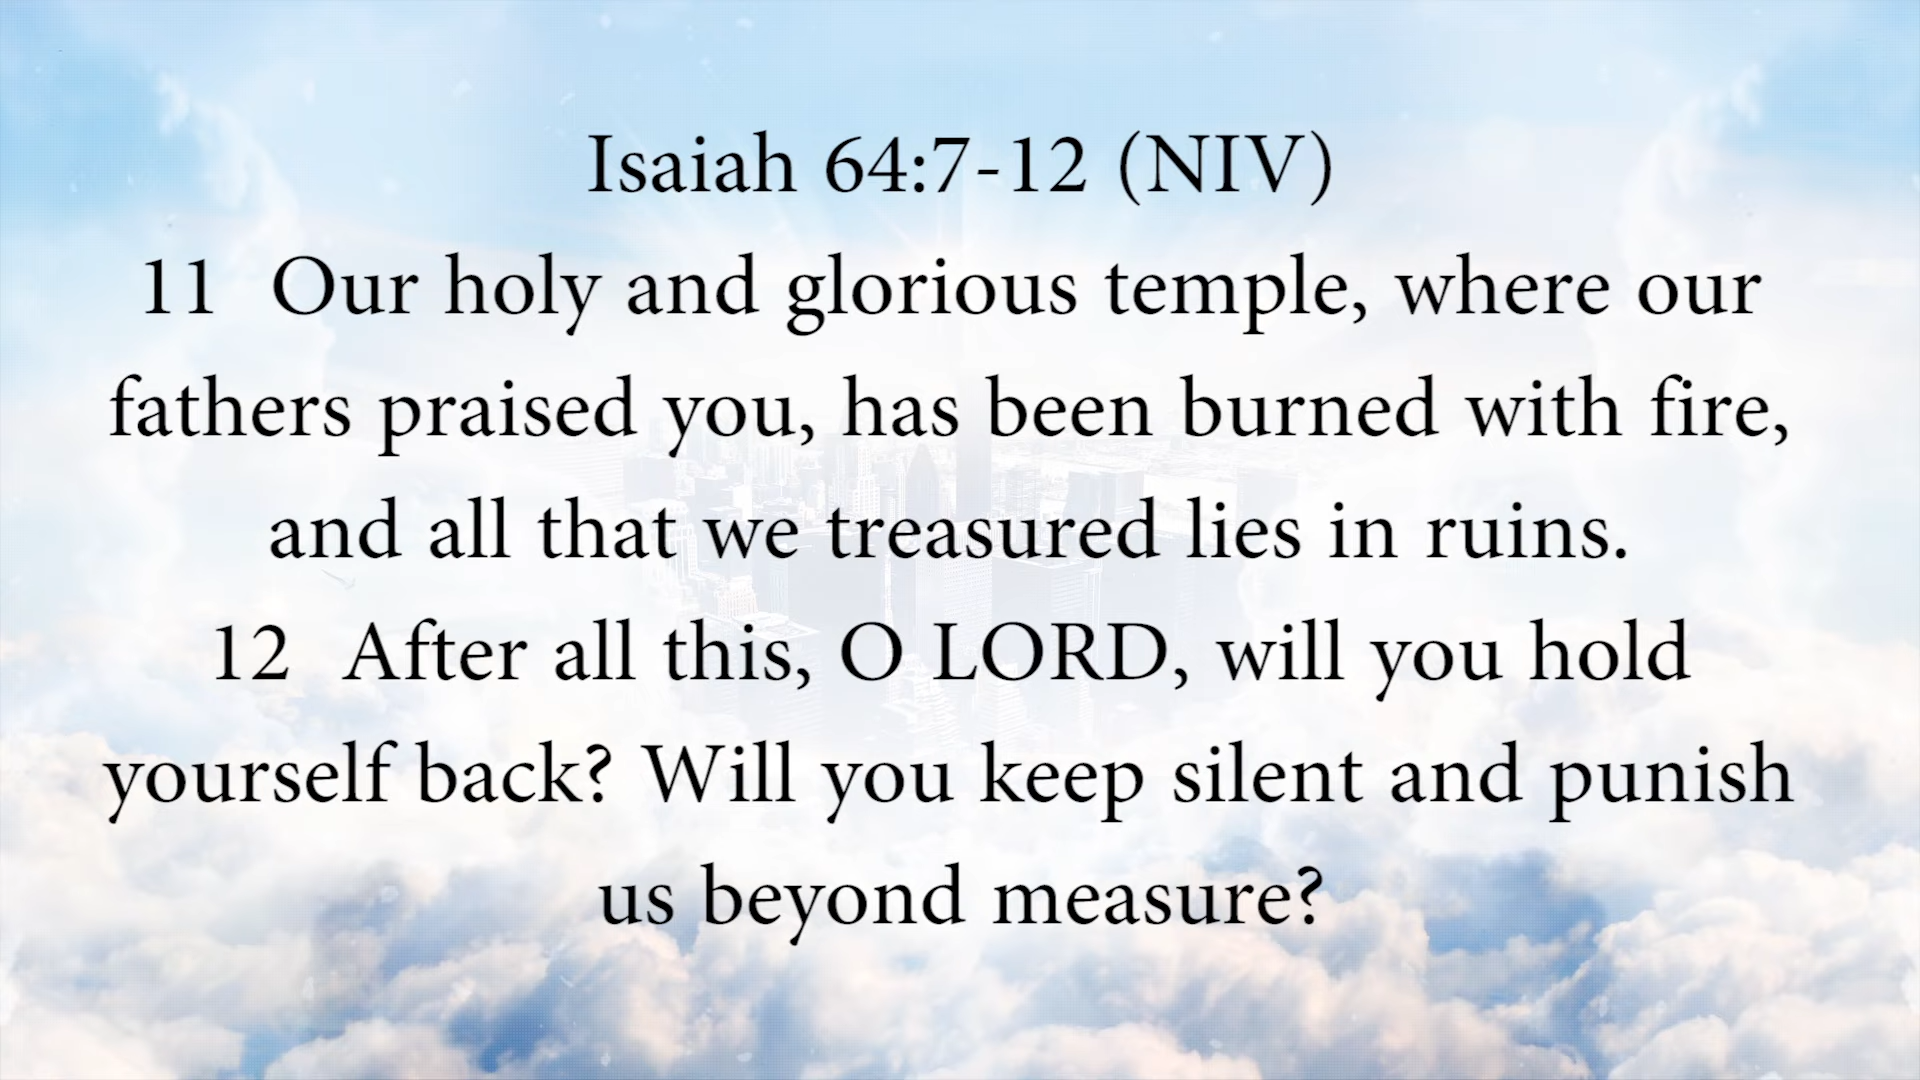 Isaiah 64:7-12 (NIV)
11 Our holy and glorious temple, where our
fathers praised you, has been burned with fire,
and all that we treasured lies in ruins.
12 After all this, O LORD, will you hold
yourself back? Will you keep silent and punish
us beyond measure?